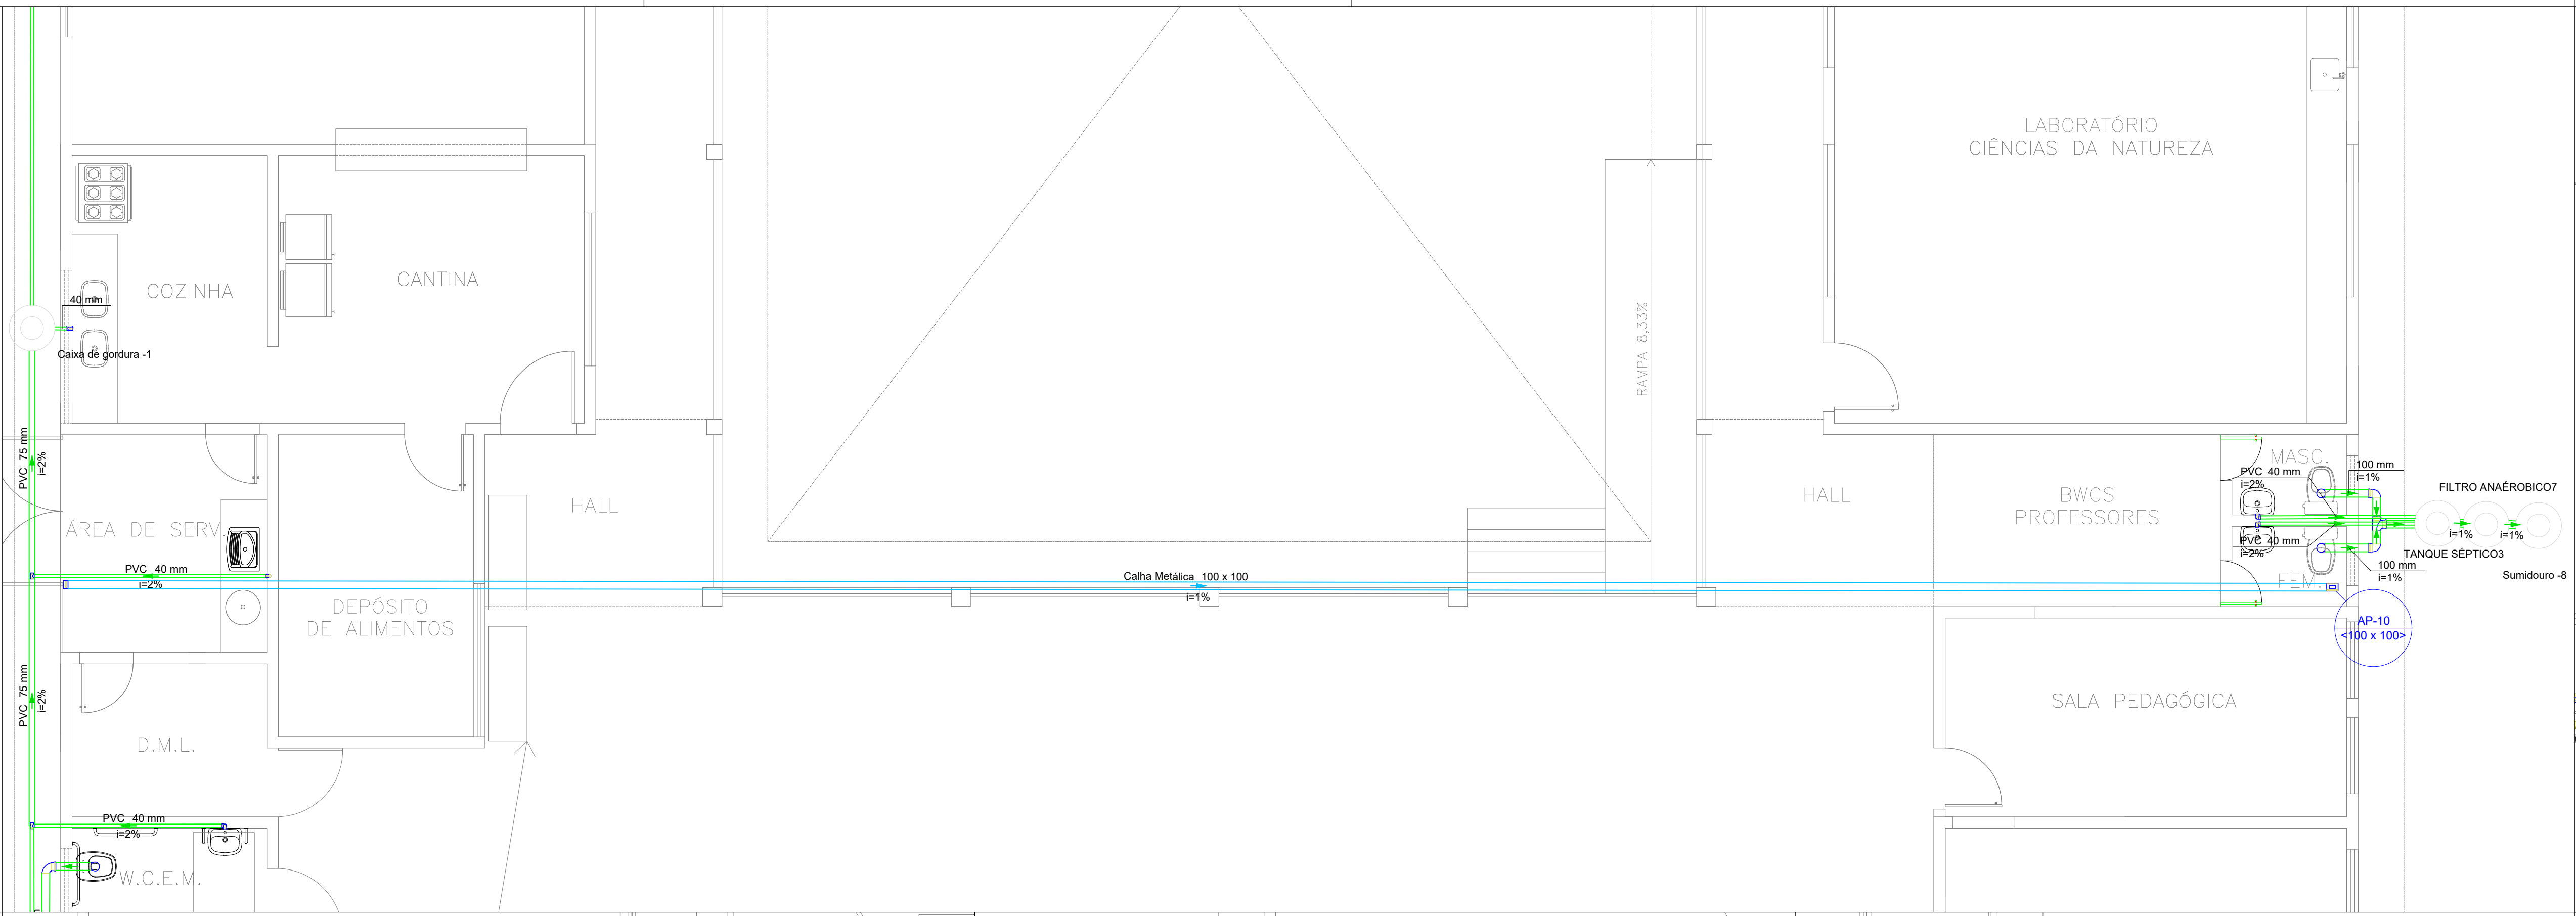 LABORATÓRIO
CIÊNCIAS DA NATUREZA
COZINHA
CANTINA
40 mm
Caixa de gordura -1
RAMPA 8,33%
PVC 75 mm
i=2%
ÁREA DE SERV.
HALL
HALL
BWCS
PROFESSORES
MASC.
PVC 40 mm
i=2%
100 mm
i=1%
FILTRO ANAÉROBICO7
i=1%
i=1%
PVC 40 mm
i=2%
TANQUE SÉPTICO3
100 mm
i=1%
FEM.
Sumidouro -8
PVC 40 mm
i=2%
Calha Metálica 100 x 100
i=1%
DEPÓSITO
DE ALIMENTOS
AP-10
<100 x 100>
PVC 75 mm
i=2%
D.M.L.
SALA PEDAGÓGICA
PVC 40 mm
i=2%
W.C.E.M.